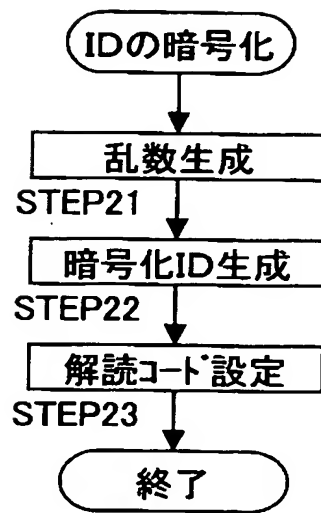 IDの暗号化
乱数生成
STEP21
暗号化ID生成
STEP22
解読ｺｰﾄﾞ設定
STEP23
終了